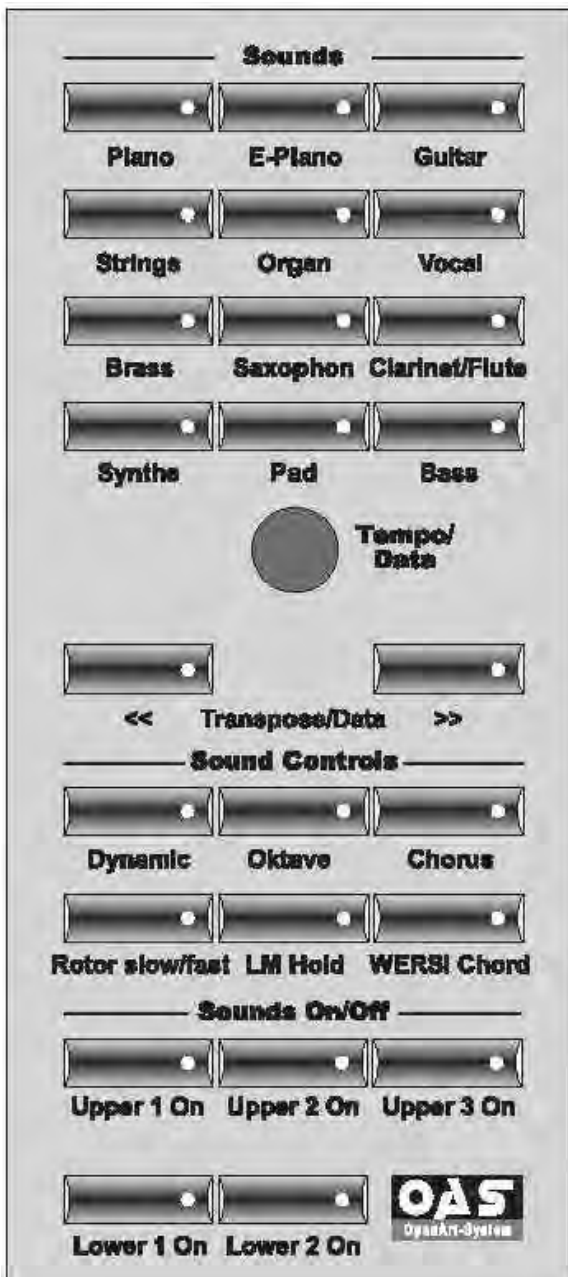 Sounds
Piano E-Piano Guitar
Strings Organ Vocal
Brass Saxophon Clarinet/Flute
Synths Pad Bass
Tempo/
Data
<< Transpose/Data >>
Sound Controls
Dynamic Oktave Chorus
Rotor slow/fast LM Hold WERSI Chord
Sounds On/Off
Upper 1 On Upper 2 On Upper 3 On
Lower 1 On Lower 2 On
OAS
OpenArt-System